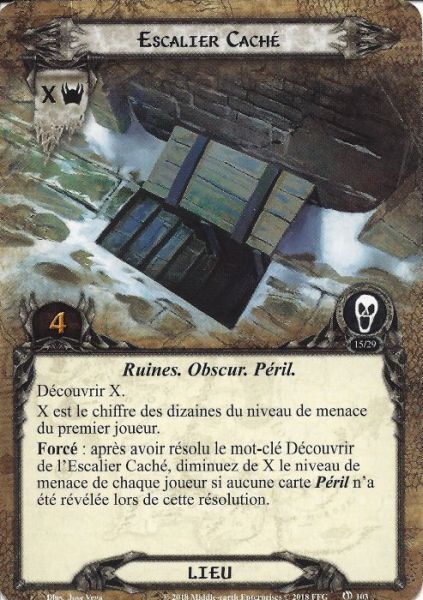 Escalier Caché
X
4
15/29
Ruines. Obscur. Péril.
Découvrir X.
X est le chiffre des dizaines du niveau de menace
du premier joueur.
Forcé : après avoir résolu le mot-clé Découvrir
de l'Escalier Caché, diminuez de X le niveau de
menace de chaque joueur si aucune carte Péril n'a
été révélée lors de cette résolution.
LIEU
Illus. Jose Vega © 2018 Middle-earth Enterprises © 2018 FFG 103